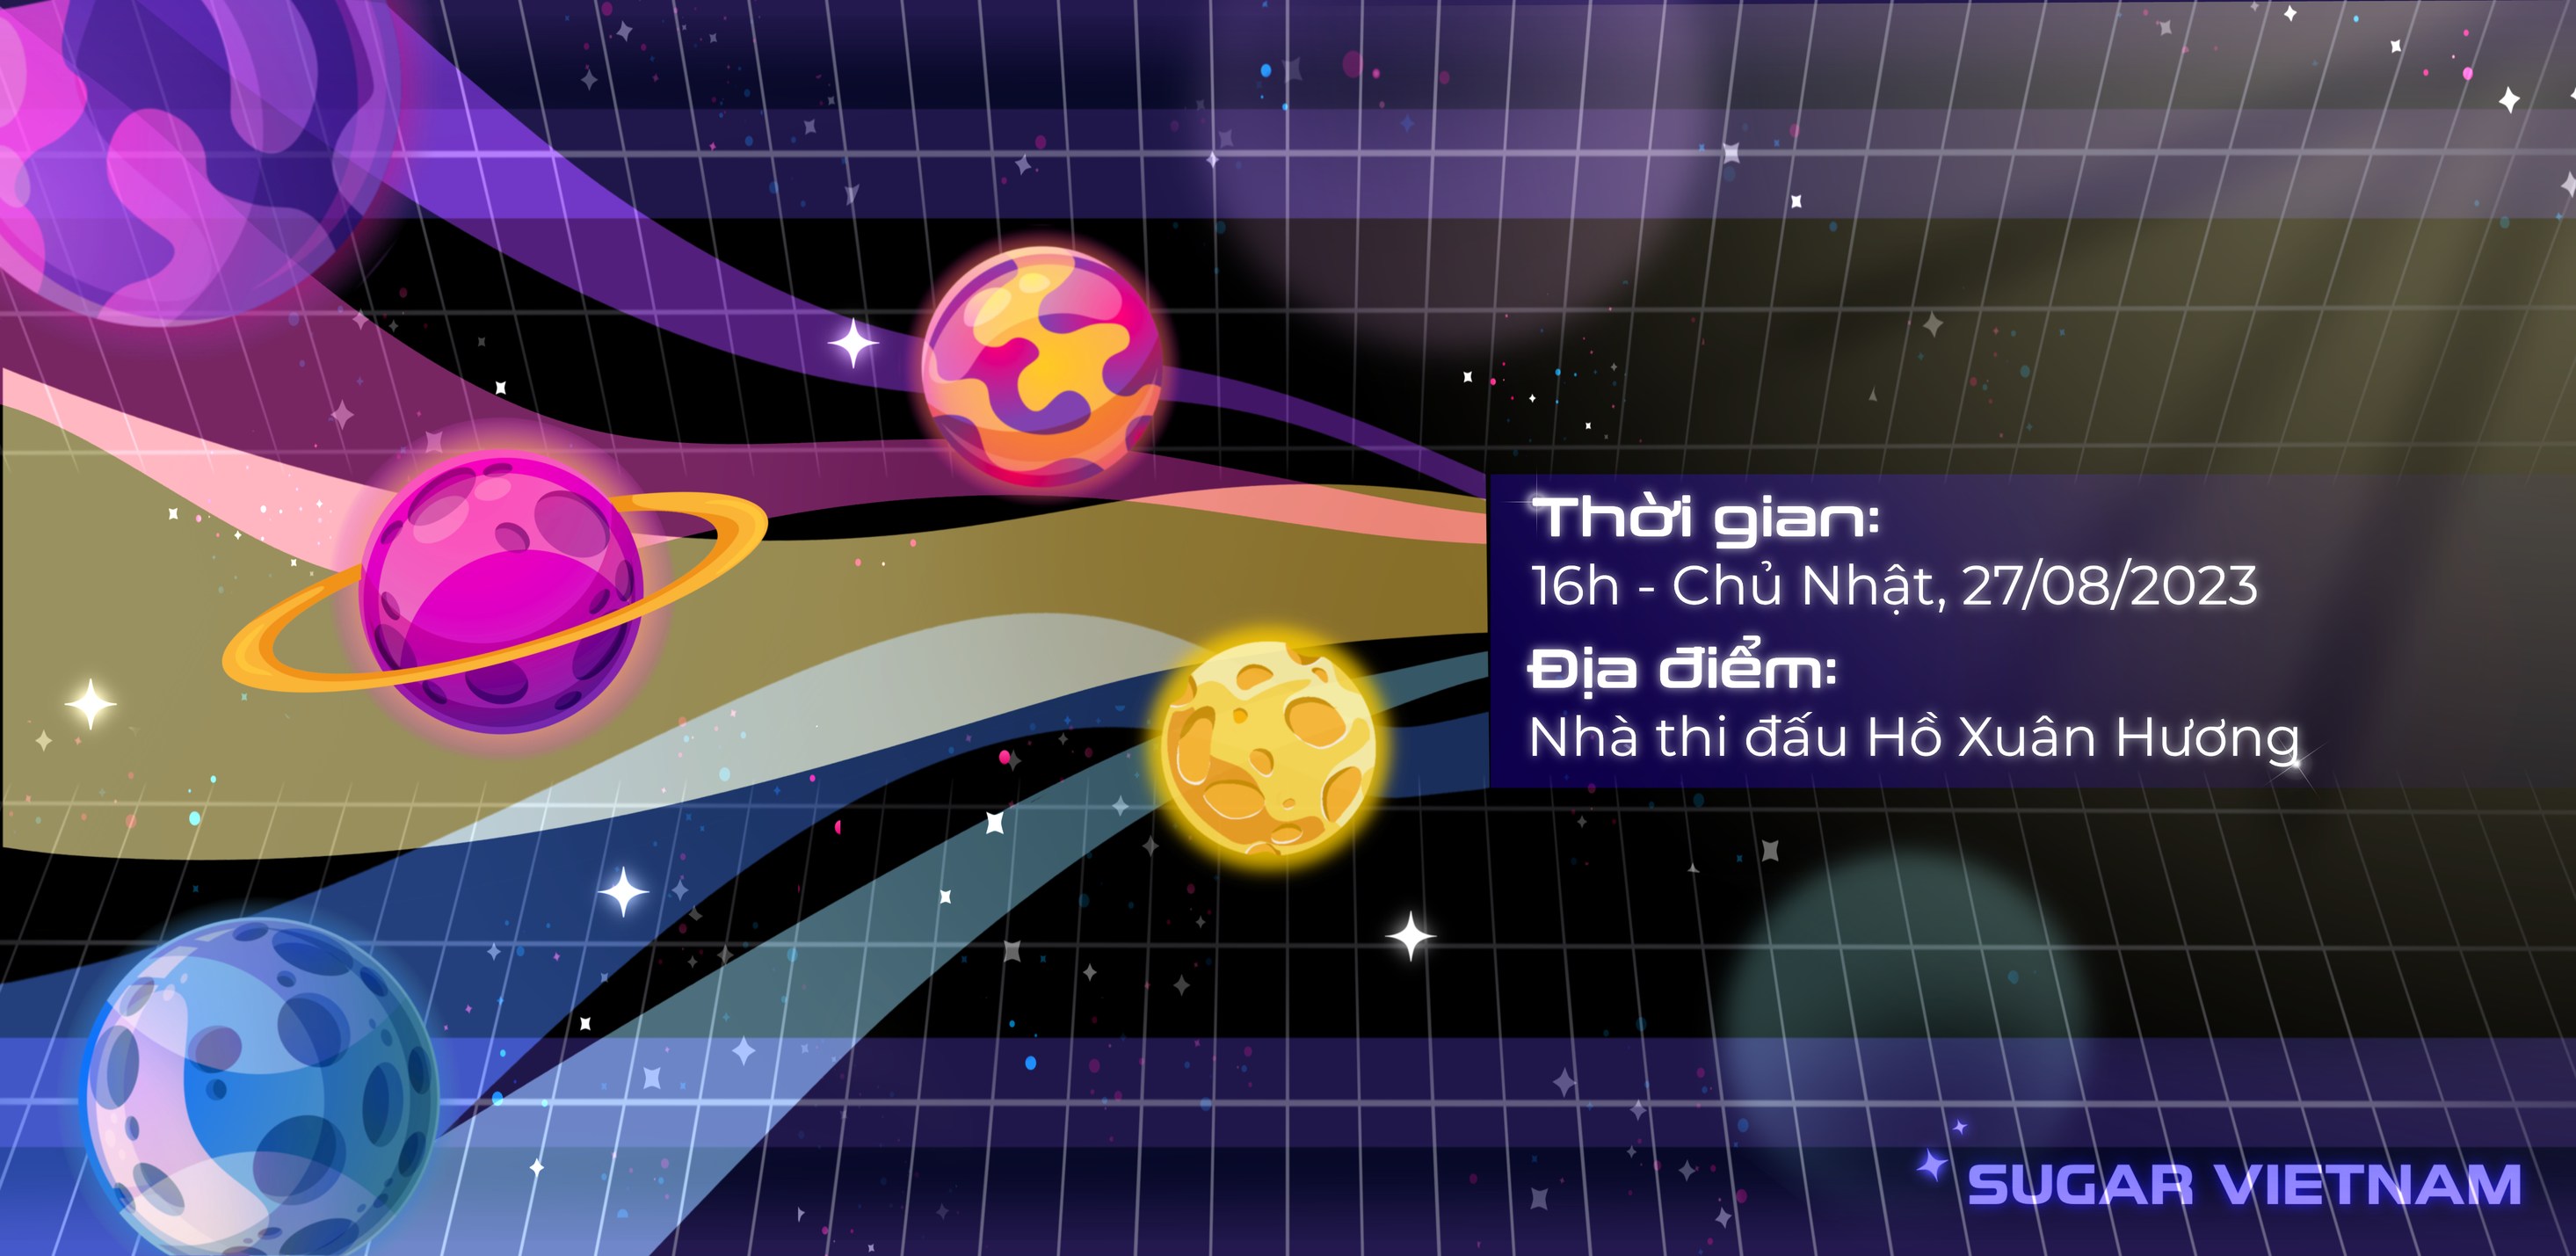 Thời gian:
16h - Chủ Nhật, 27/08/2023
Địa điểm:
Nhà thi đấu Hồ Xuân Hương
SUGAR VIETNAM